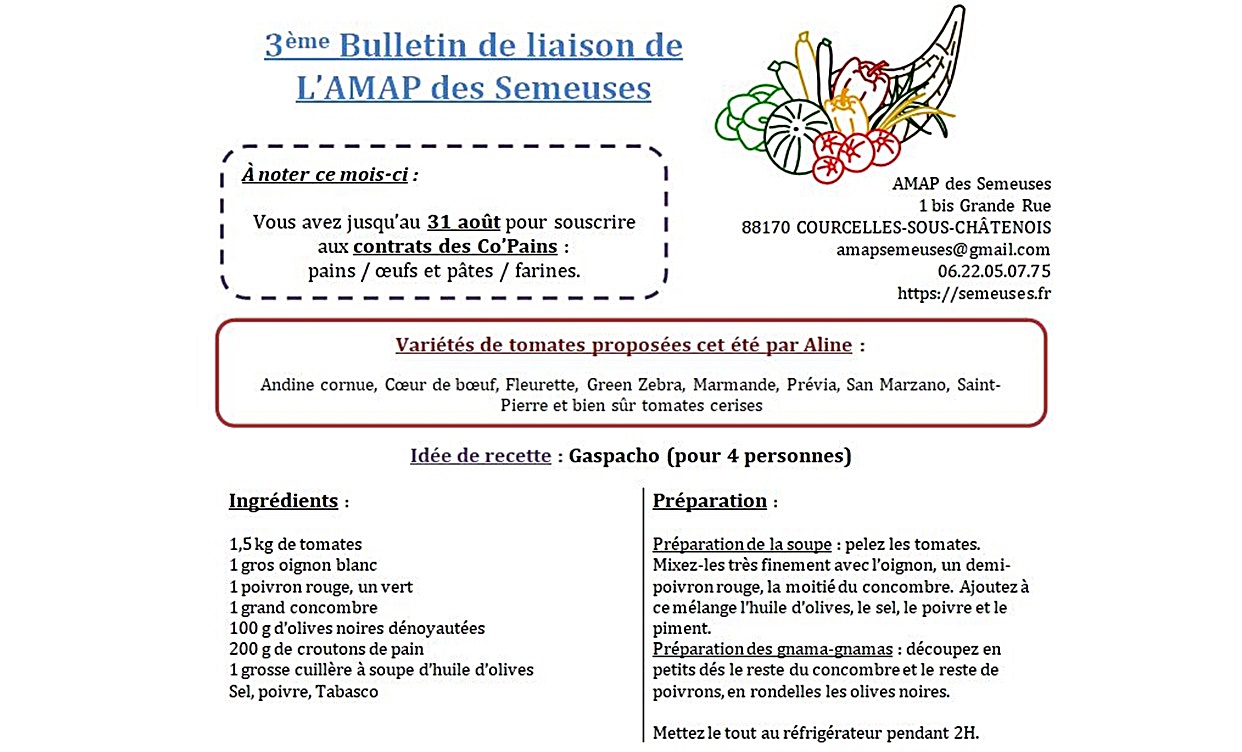 3ème Bulletin de liaison de
L'AMAP des Semeuses
À noter ce mois-ci :
Vous avez jusqu'au 31 août pour souscrire
aux contrats des Co'Pains :
pains / œufs et pâtes / farines.
AMAP des Semeuses
1 bis Grande Rue
88170 COURCELLES-SOUS-CHÂTENOIS
amapsemeuses@gmail.com
06.22.05.07.75
https://semeuses.fr
Variétés de tomates proposées cet été par Aline :
Andine cornue, Cœur de bœuf, Fleurette, Green Zebra, Marmande, Prévia, San Marzano, Saint-
Pierre et bien sûr tomates cerises
Idée de recette : Gaspacho (pour 4 personnes)
Ingrédients :
1,5 kg de tomates
1 gros oignon blanc
1 poivron rouge, un vert
1 grand concombre
100 g d'olives noires dénoyautées
200 g de croutons de pain
1 grosse cuillère à soupe d'huile d'olives
Sel, poivre, Tabasco
Préparation :
Préparation de la soupe : pelez les tomates.
Mixez-les très finement avec l'oignon, un demi-
poivron rouge, la moitié du concombre. Ajoutez à
ce mélange l'huile d'olives, le sel, le poivre et le
piment.
Préparation des gnama-gnamas : découpez en
petits dés le reste du concombre et le reste de
poivrons, en rondelles les olives noires.
Mettez le tout au réfrigérateur pendant 2H.